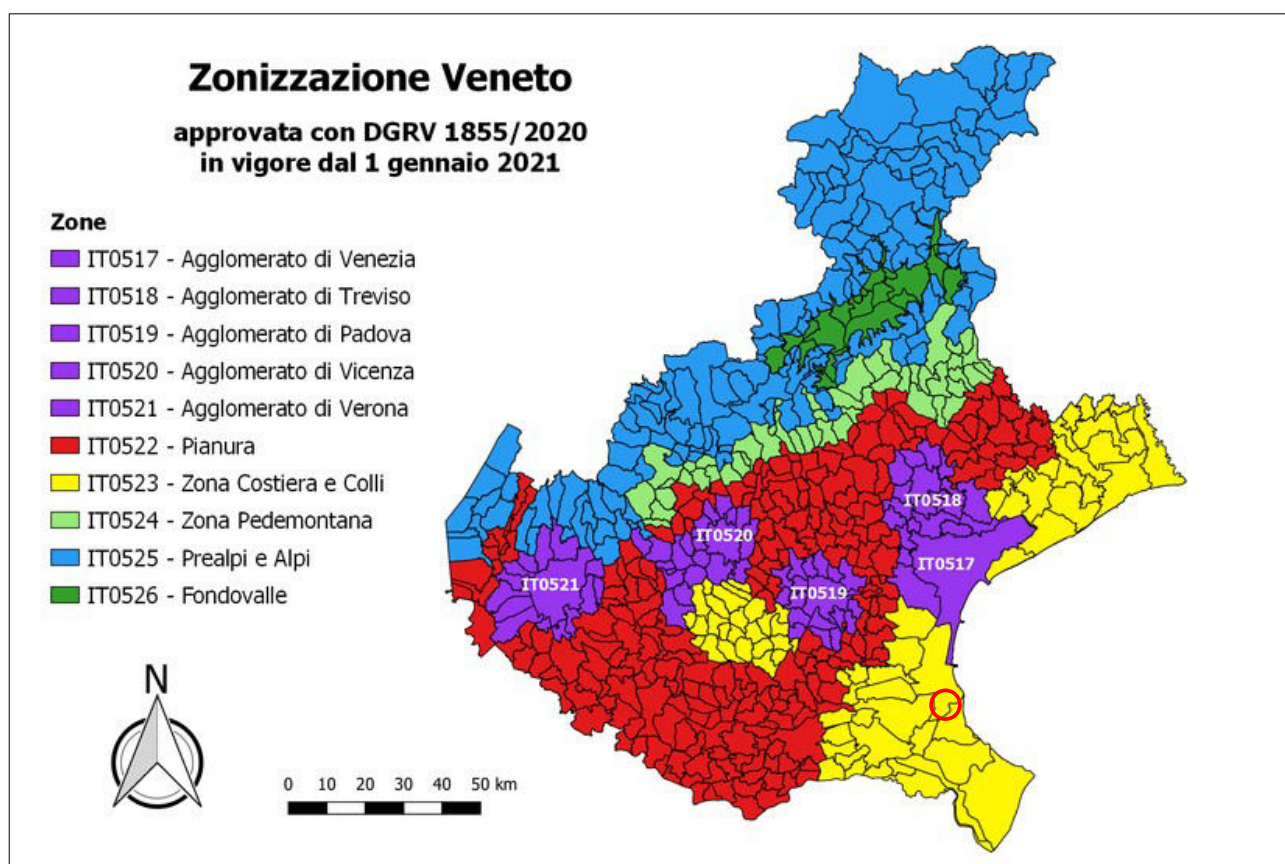 Zonizzazione Veneto
approvata con DGRV 1855/2020
in vigore dal 1 gennaio 2021
Zone
IT0517 - Agglomerato di Venezia
IT0518 - Agglomerato di Treviso
IT0519 - Agglomerato di Padova
IT0520 - Agglomerato di Vicenza
IT0521 - Agglomerato di Verona
IT0522 - Pianura
IT0523 - Zona Costiera e Colli
IT0524 - Zona Pedemontana
IT0525 - Prealpi e Alpi
IT0526 - Fondovalle
IT0518
IT0520
IT0517
IT0521
IT0519
N
0 10 20 30 40 50 km